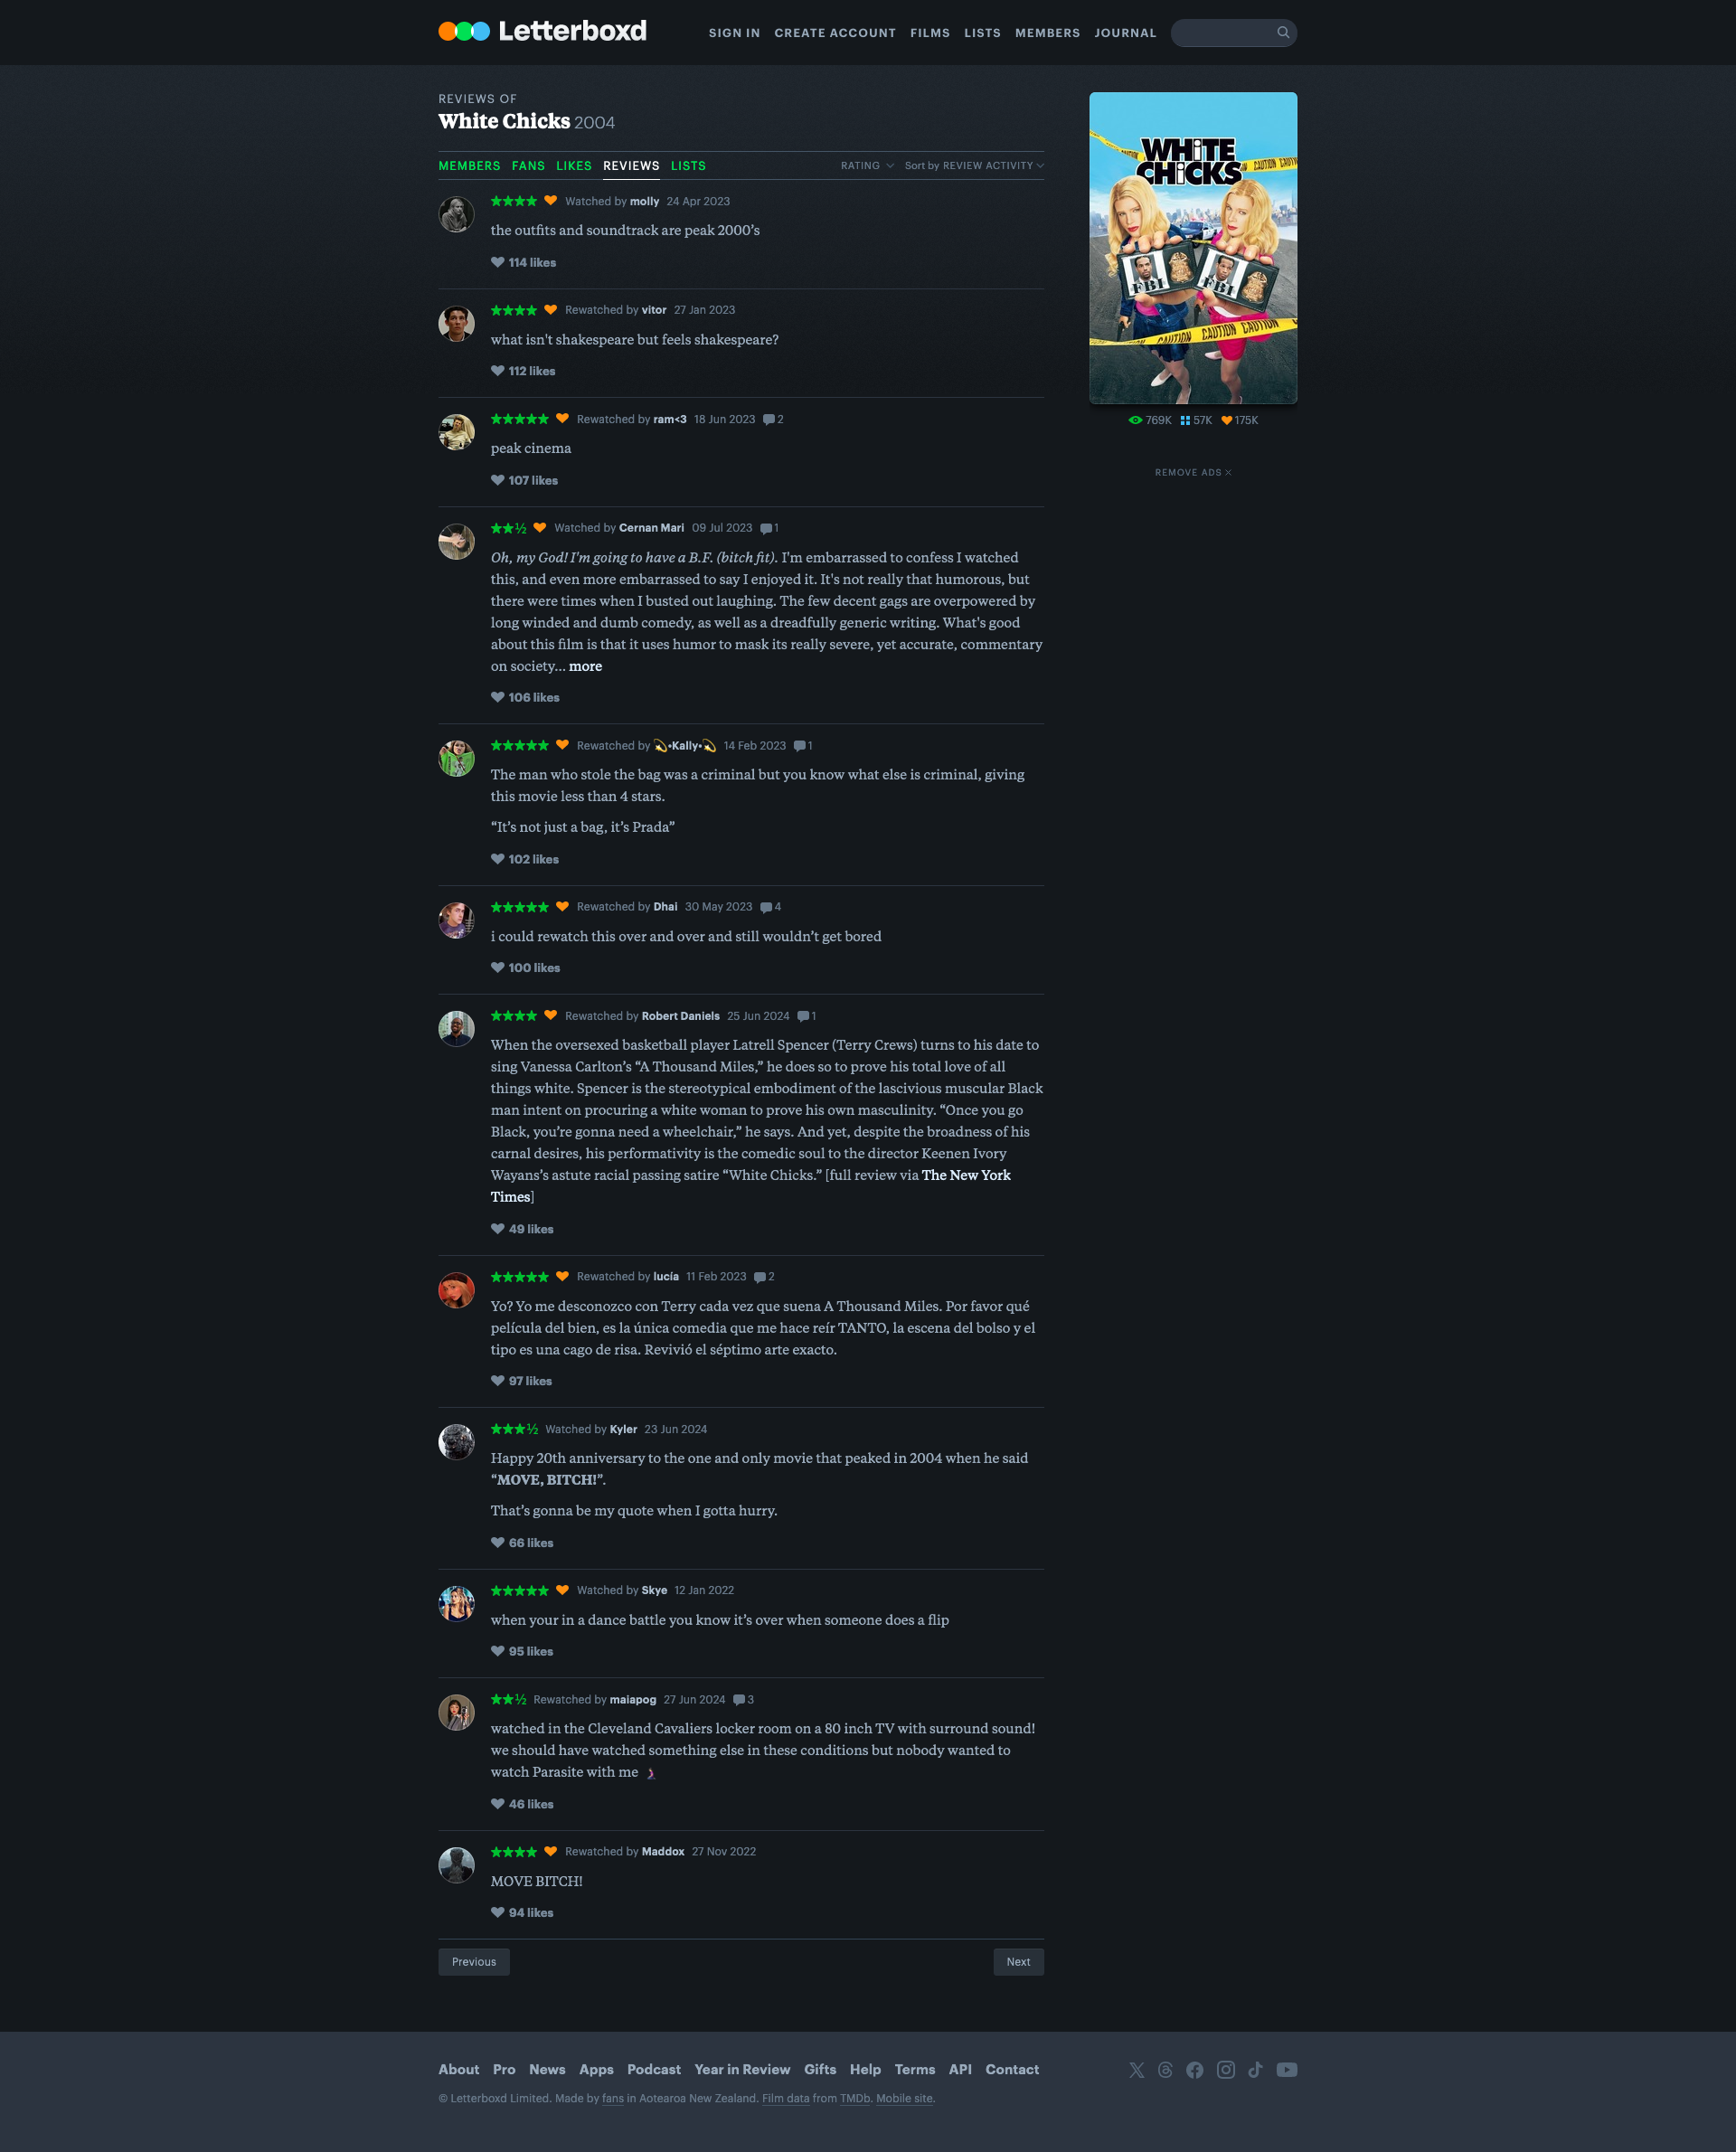 Letterboxd
SIGN IN CREATE ACCOUNT FILMS LISTS MEMBERS JOURNAL
REVIEWS OF
White Chicks 2004
MEMBERS FANS LIKES REVIEWS LISTS
RATING Sort by REVIEW ACTIVITY
★★★★ Watched by molly 24 Apr 2023
the outfits and soundtrack are peak 2000’s
114 likes
★★★★ Rewatched by vitor 27 Jan 2023
what isn't shakespeare but feels shakespeare?
112 likes
★★★★★ Rewatched by ram<3 18 Jun 2023 2
peak cinema
107 likes
★★½ Watched by Cernan Mari 09 Jul 2023 1
Oh, my God! I'm going to have a B.F. (bitch fit). I'm embarrassed to confess I watched
this, and even more embarrassed to say I enjoyed it. It's not really that humorous, but
there were times when I busted out laughing. The few decent gags are overpowered by
long winded and dumb comedy, as well as a dreadfully generic writing. What's good
about this film is that it uses humor to mask its really severe, yet accurate, commentary
on society... more
106 likes
★★★★★ Rewatched by 💫•Kally•💫 14 Feb 2023 1
The man who stole the bag was a criminal but you know what else is criminal, giving
this movie less than 4 stars.
“It’s not just a bag, it’s Prada”
102 likes
★★★★★ Rewatched by Dhai 30 May 2023 4
i could rewatch this over and over and still wouldn’t get bored
100 likes
★★★★ Rewatched by Robert Daniels 25 Jun 2024 1
When the oversexed basketball player Latrell Spencer (Terry Crews) turns to his date to
sing Vanessa Carlton’s “A Thousand Miles,” he does so to prove his total love of all
things white. Spencer is the stereotypical embodiment of the lascivious muscular Black
man intent on procuring a white woman to prove his own masculinity. “Once you go
Black, you’re gonna need a wheelchair,” he says. And yet, despite the broadness of his
carnal desires, his performativity is the comedic soul to the director Keenen Ivory
Wayans’s astute racial passing satire “White Chicks.” [full review via The New York
Times]
49 likes
★★★★★ Rewatched by lucía 11 Feb 2023 2
Yo? Yo me desconozco con Terry cada vez que suena A Thousand Miles. Por favor qué
película del bien, es la única comedia que me hace reír TANTO, la escena del bolso y el
tipo es una cago de risa. Revivió el séptimo arte exacto.
97 likes
★★★½ Watched by Kyler 23 Jun 2024
Happy 20th anniversary to the one and only movie that peaked in 2004 when he said
“MOVE, BITCH!”.
That’s gonna be my quote when I gotta hurry.
66 likes
★★★★★ Watched by Skye 12 Jan 2022
when your in a dance battle you know it’s over when someone does a flip
95 likes
★★½ Rewatched by maiapog 27 Jun 2024 3
watched in the Cleveland Cavaliers locker room on a 80 inch TV with surround sound!
we should have watched something else in these conditions but nobody wanted to
watch Parasite with me
46 likes
★★★★ Rewatched by Maddox 27 Nov 2022
MOVE BITCH!
94 likes
Previous Next
WHiTE
CHiCKS
FBI FBI
CAUTION CAUTION CAUTION
769K 57K 175K
REMOVE ADS
About Pro News Apps Podcast Year in Review Gifts Help Terms API Contact
© Letterboxd Limited. Made by fans in Aotearoa New Zealand. Film data from TMDb. Mobile site.